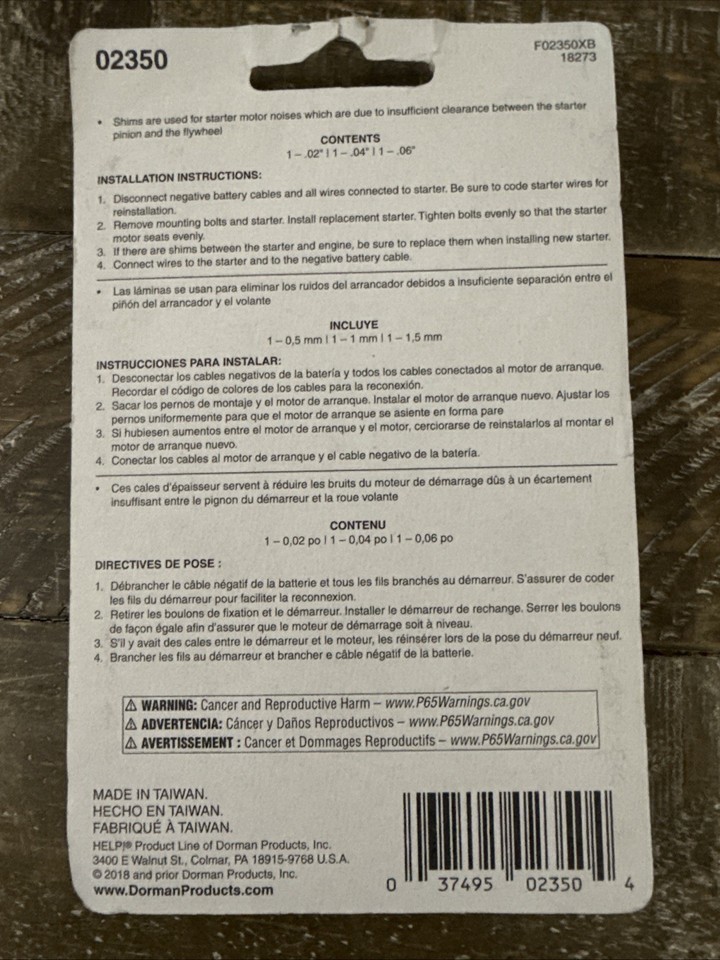 02350
F02350XB
18273
• Shims are used for starter motor noises which are due to insufficient clearance between the starter
pinion and the flywheel
CONTENTS
1 – .02" | 1 – .04" | 1 – .06"
INSTALLATION INSTRUCTIONS:
1. Disconnect negative battery cables and all wires connected to starter. Be sure to code starter wires for
reinstallation.
2. Remove mounting bolts and starter. Install replacement starter. Tighten bolts evenly so that the starter
motor seats evenly.
3. If there are shims between the starter and engine, be sure to replace them when installing new starter.
4. Connect wires to the starter and to the negative battery cable.
• Las láminas se usan para eliminar los ruidos del arrancador debidos a insuficiente separación entre el
piñón del arrancador y el volante
INCLUYE
1 – 0,5 mm | 1 – 1 mm | 1 – 1,5 mm
INSTRUCCIONES PARA INSTALAR:
1. Desconectar los cables negativos de la batería y todos los cables conectados al motor de arranque.
Recordar el código de colores de los cables para la reconexión.
2. Sacar los pernos de montaje y el motor de arranque. Instalar el motor de arranque nuevo. Ajustar los
pernos uniformemente para que el motor de arranque se asiente en forma pare
3. Si hubiesen aumentos entre el motor de arranque y el motor, cerciorarse de reinstalarlos al montar el
motor de arranque nuevo.
4. Conectar los cables al motor de arranque y el cable negativo de la batería.
• Ces cales d'épaisseur servent à réduire les bruits du moteur de démarrage dûs à un écartement
insuffisant entre le pignon du démarreur et la roue volante
CONTENU
1 – 0,02 po | 1 – 0,04 po | 1 – 0,06 po
DIRECTIVES DE POSE :
1. Débrancher le câble négatif de la batterie et tous les fils branchés au démarreur. S'assurer de coder
les fils du démarreur pour faciliter la reconnexion.
2. Retirer les boulons de fixation et le démarreur. Installer le démarreur de rechange. Serrer les boulons
de façon égale afin d'assurer que le moteur de démarrage soit à niveau.
3. S'il y avait des cales entre le démarreur et le moteur, les réinsérer lors de la pose du démarreur neuf.
4. Brancher les fils au démarreur et brancher e câble négatif de la batterie.
⚠ WARNING: Cancer and Reproductive Harm – www.P65Warnings.ca.gov
⚠ ADVERTENCIA: Cáncer y Daños Reproductivos – www.P65Warnings.ca.gov
⚠ AVERTISSEMENT : Cancer et Dommages Reproductifs – www.P65Warnings.ca.gov
MADE IN TAIWAN.
HECHO EN TAIWAN.
FABRIQUÉ À TAIWAN.
HELP!® Product Line of Dorman Products, Inc.
3400 E Walnut St., Colmar, PA 18915-9768 U.S.A.
© 2018 and prior Dorman Products, Inc.
www.DormanProducts.com
0 37495 02350 4